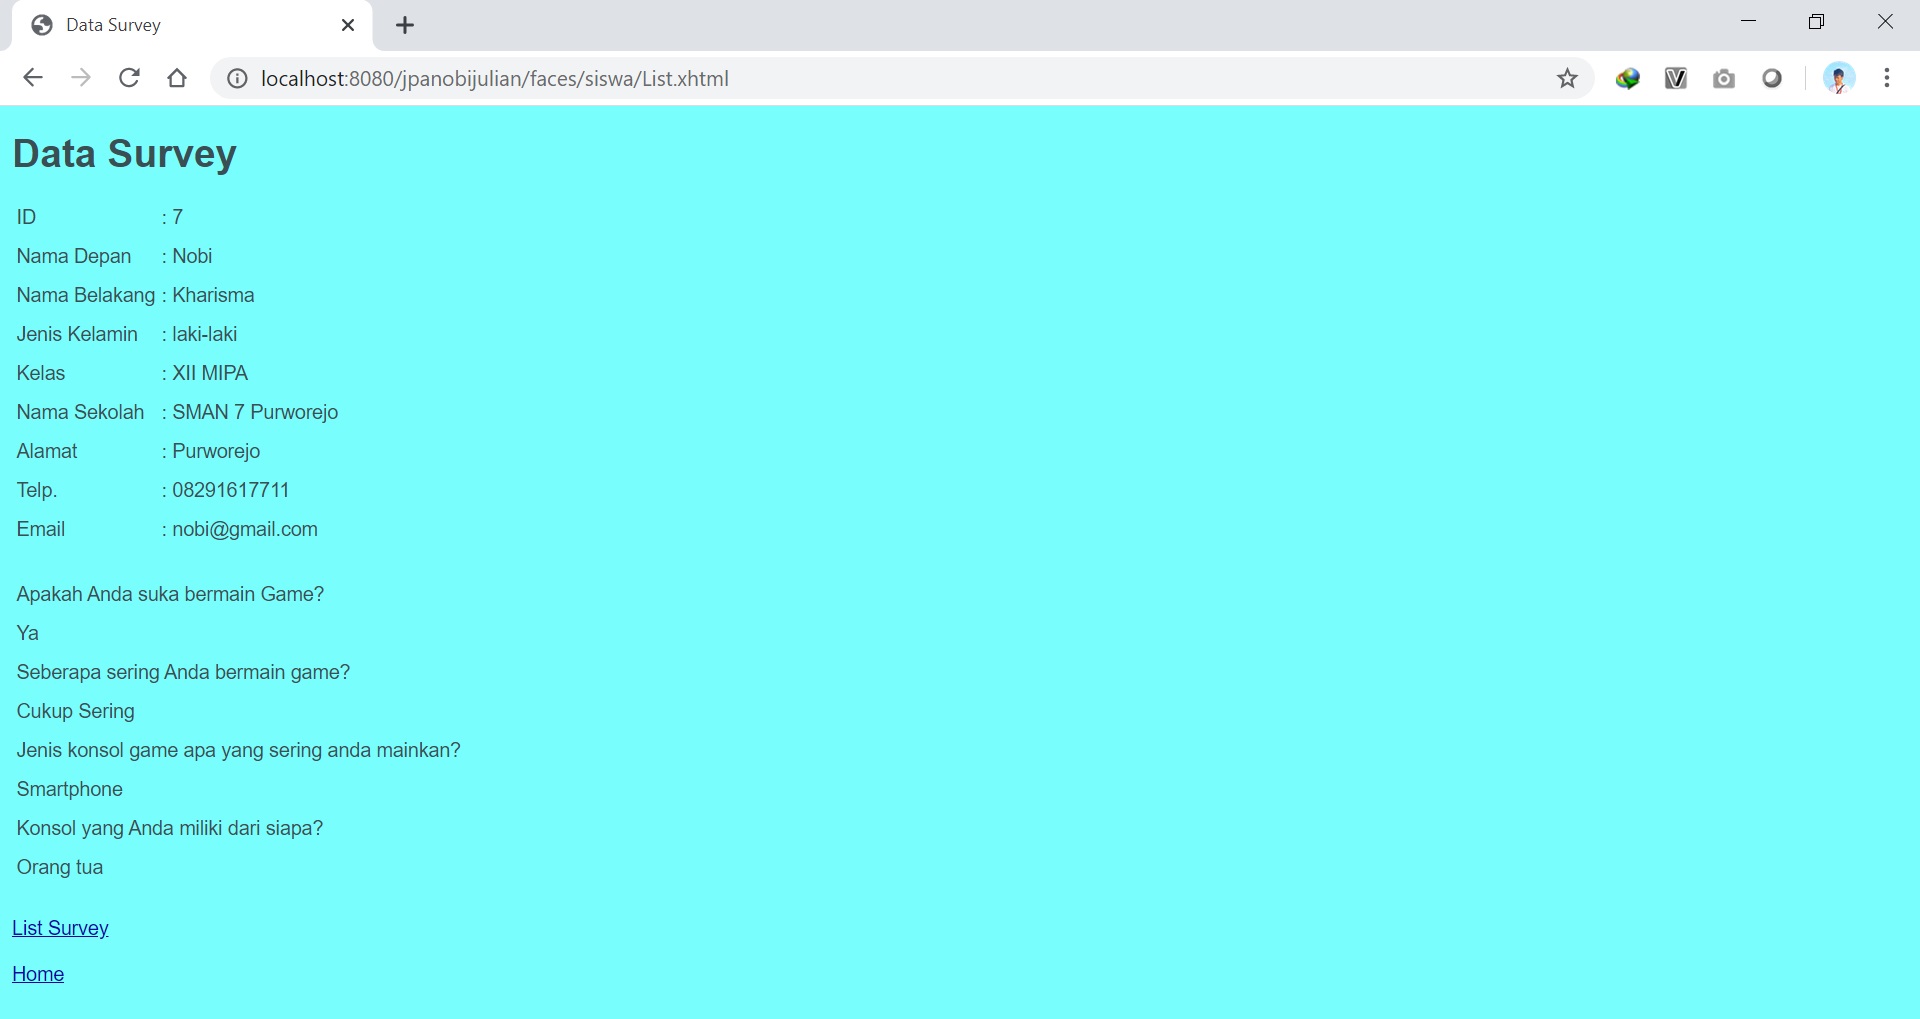 Data Survey
localhost:8080/jpanobijulian/faces/siswa/List.xhtml
Data Survey
ID : 7
Nama Depan : Nobi
Nama Belakang : Kharisma
Jenis Kelamin : laki-laki
Kelas : XII MIPA
Nama Sekolah : SMAN 7 Purworejo
Alamat : Purworejo
Telp. : 08291617711
Email : nobi@gmail.com
Apakah Anda suka bermain Game?
Ya
Seberapa sering Anda bermain game?
Cukup Sering
Jenis konsol game apa yang sering anda mainkan?
Smartphone
Konsol yang Anda miliki dari siapa?
Orang tua
List Survey
Home